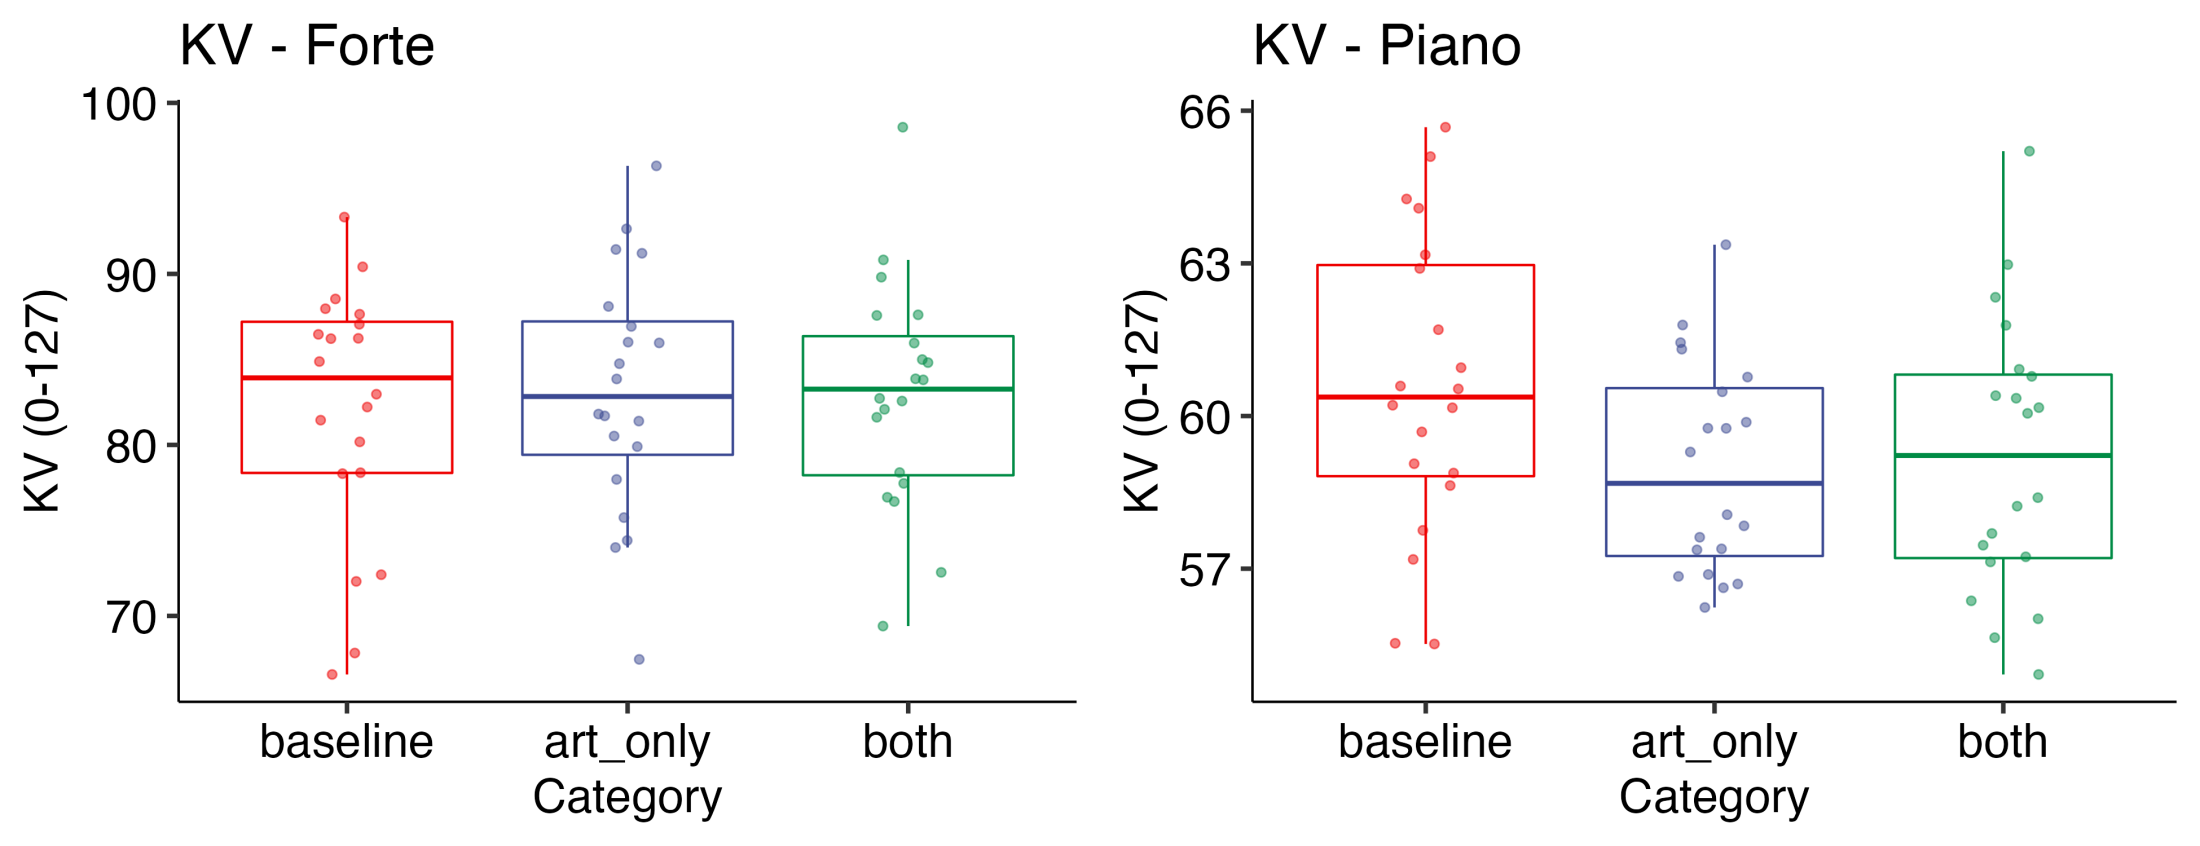 KV - Forte
KV (0-127)
100
90
80
70
baseline art_only both
Category
KV - Piano
KV (0-127)
66
63
60
57
baseline art_only both
Category